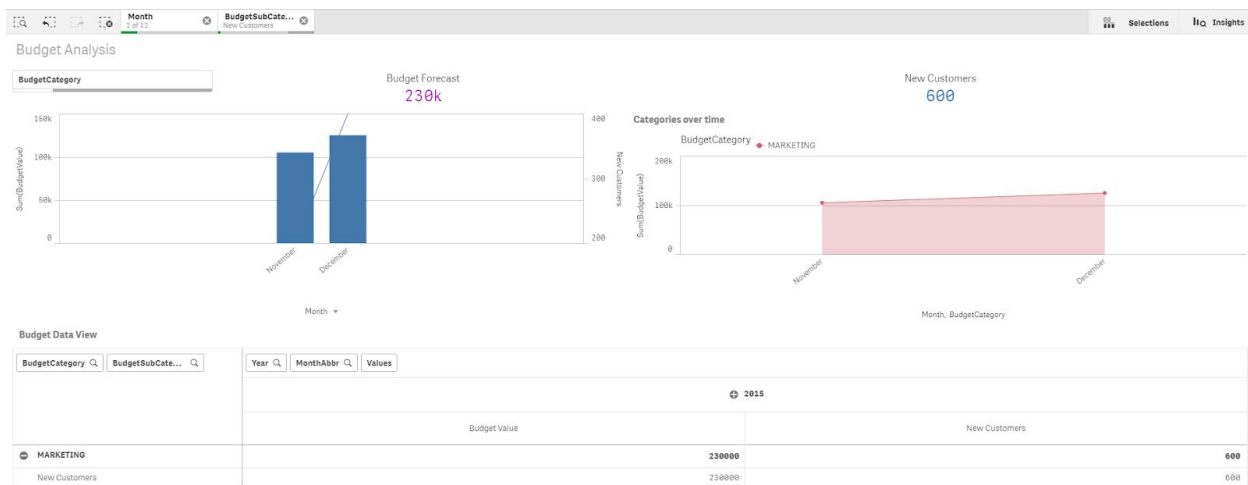 Month
2 of 12
BudgetSubCate...
New Customers
Selections
Insights
Budget Analysis
BudgetCategory
Budget Forecast
230k
New Customers
600
150k
100k
50k
0
Sum(BudgetValue)
400
300
200
New Customers
November
December
Month
Categories over time
BudgetCategory
MARKETING
200k
100k
0
Sum(BudgetValue)
November
December
Month, BudgetCategory
Budget Data View
BudgetCategory BudgetSubCate... Year MonthAbbr Values
2015
Budget Value New Customers
MARKETING 230000 600
New Customers 230000 600